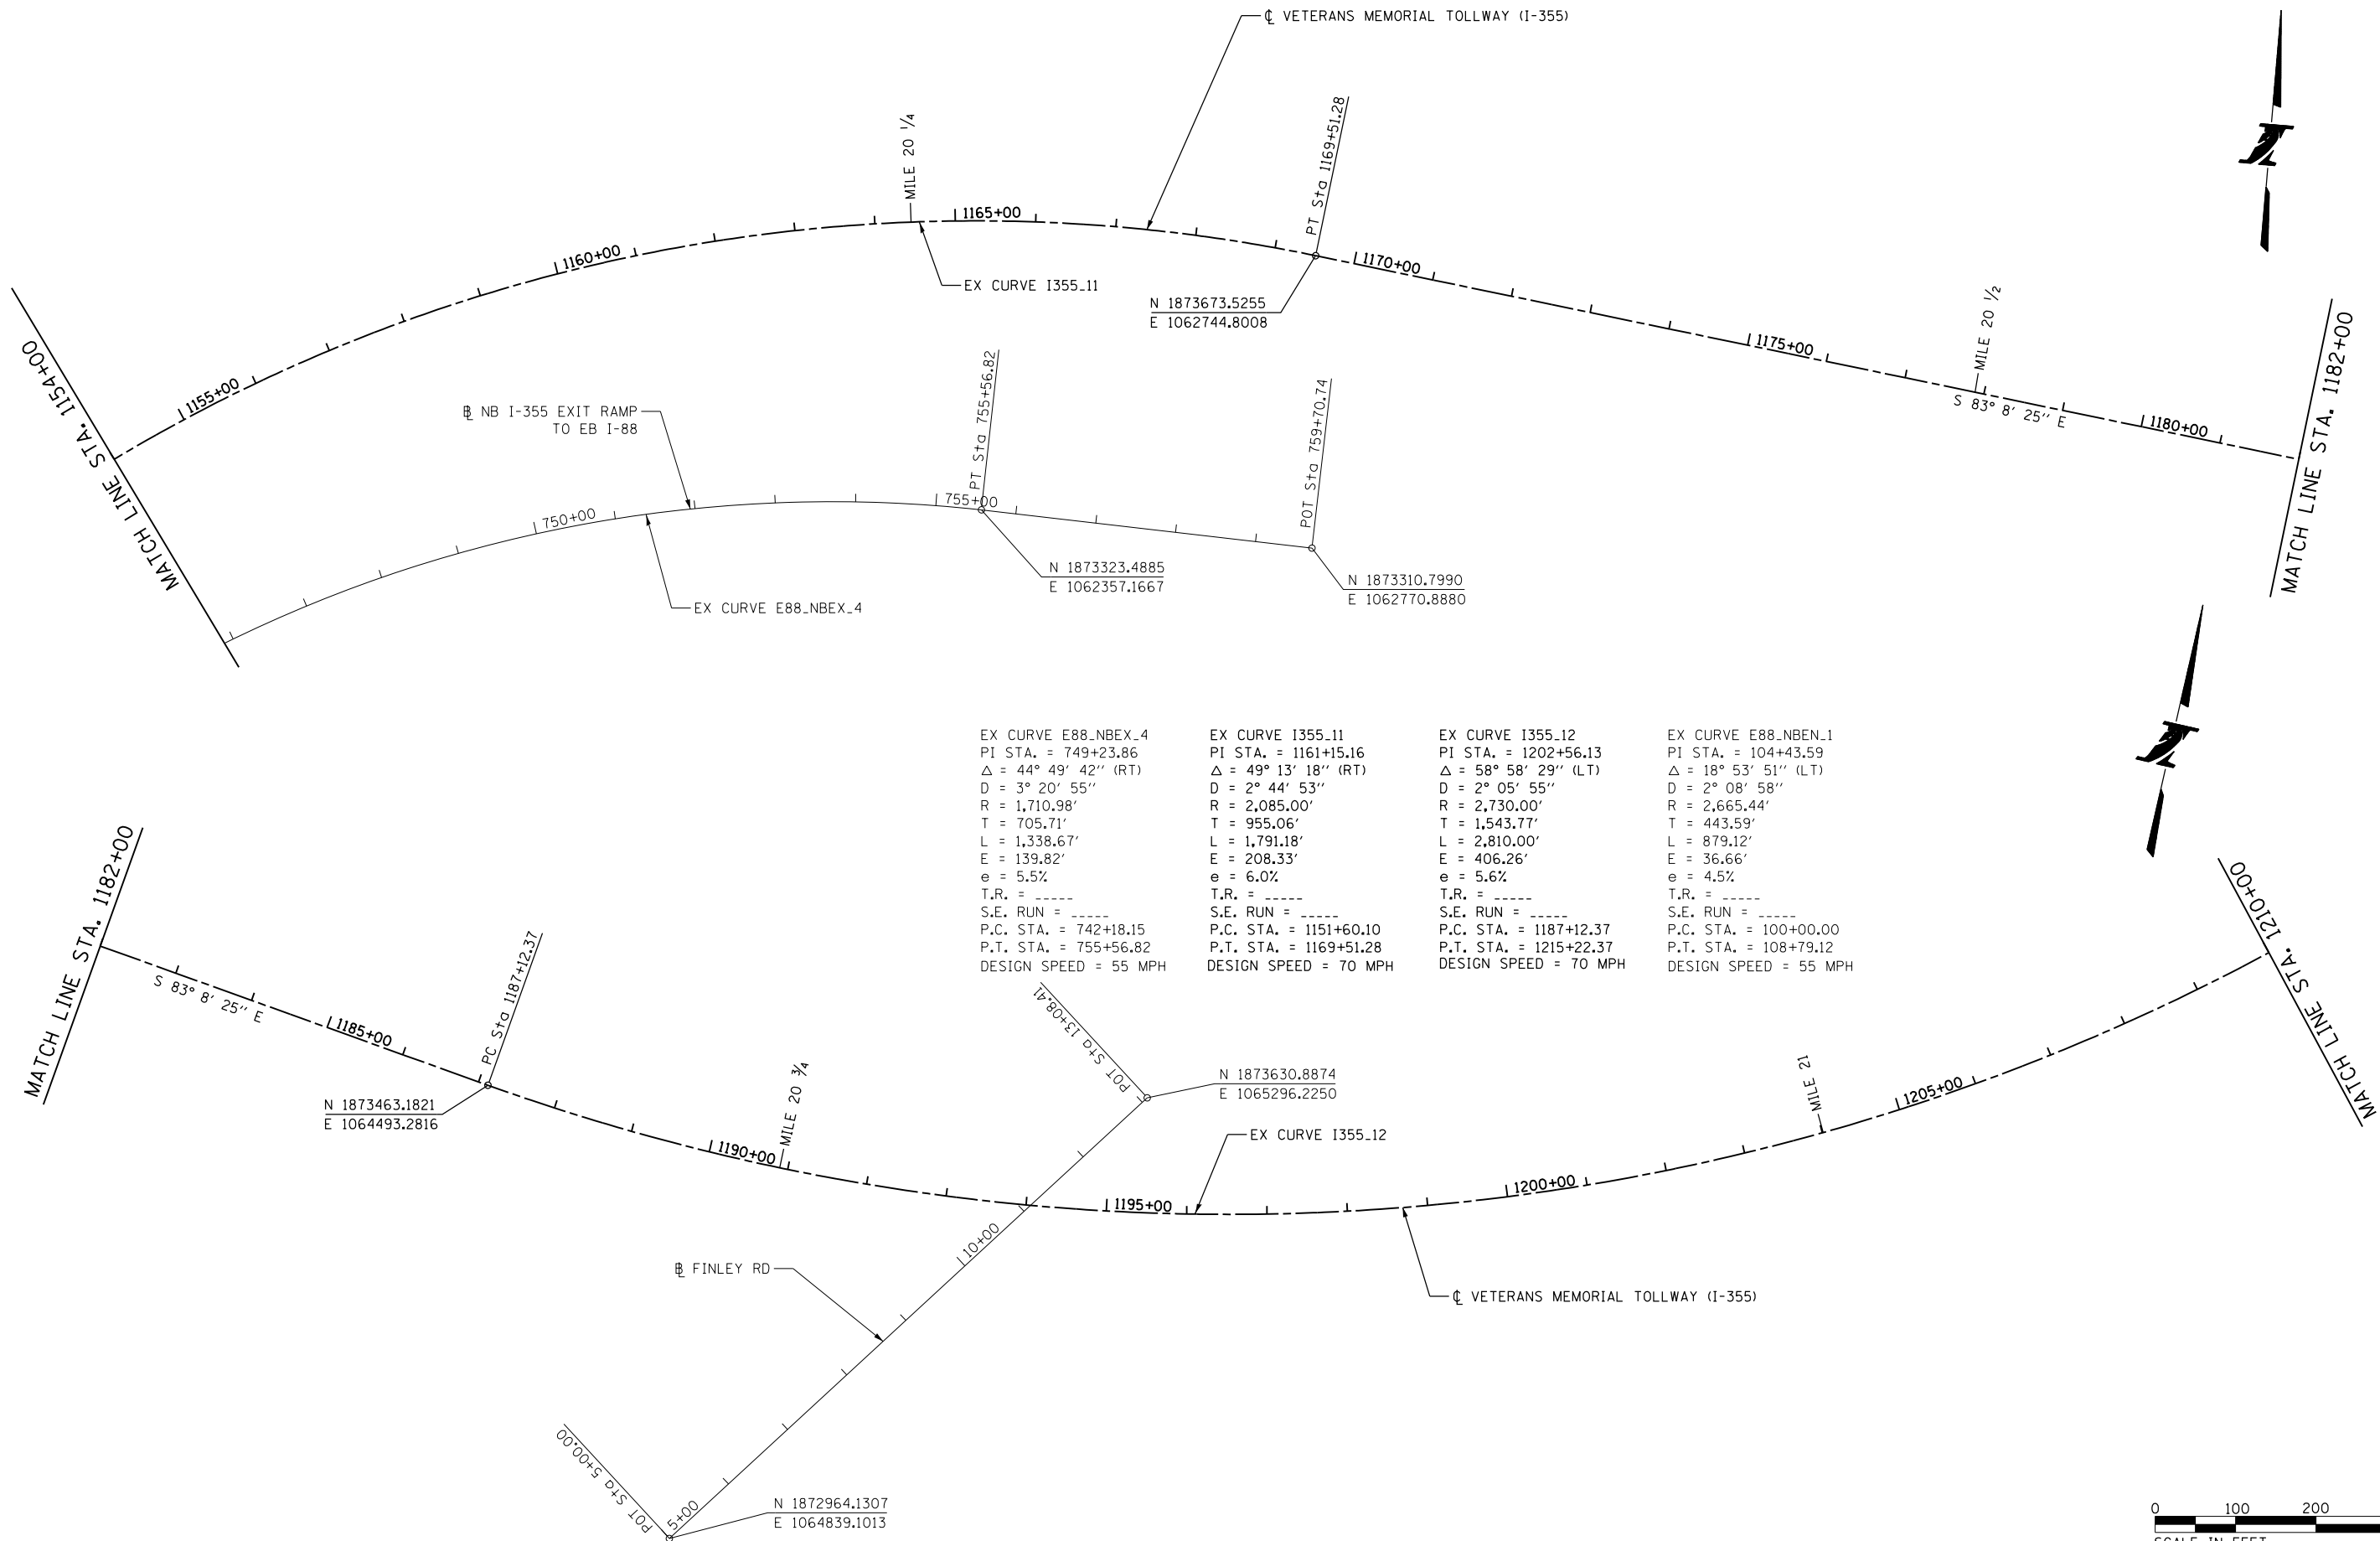 ℄ VETERANS MEMORIAL TOLLWAY (I-355)
MILE 20 ¼
1165+00
PT Sta 1169+51.28
1160+00
1170+00
EX CURVE I355_11
N 1873673.5255
E 1062744.8008
MILE 20 ½
1175+00
MATCH LINE STA. 1154+00
1155+00
S 83° 8' 25'' E
1180+00
MATCH LINE STA. 1182+00
B̲L NB I-355 EXIT RAMP
TO EB I-88
PT Sta 755+56.82
POT Sta 759+70.74
750+00
755+00
N 1873323.4885
E 1062357.1667
N 1873310.7990
E 1062770.8880
EX CURVE E88_NBEX_4
EX CURVE E88_NBEX_4
PI STA. = 749+23.86
Δ = 44° 49' 42'' (RT)
D = 3° 20' 55''
R = 1,710.98'
T = 705.71'
L = 1,338.67'
E = 139.82'
e = 5.5%
T.R. = _____
S.E. RUN = _____
P.C. STA. = 742+18.15
P.T. STA. = 755+56.82
DESIGN SPEED = 55 MPH
EX CURVE I355_11
PI STA. = 1161+15.16
Δ = 49° 13' 18'' (RT)
D = 2° 44' 53''
R = 2,085.00'
T = 955.06'
L = 1,791.18'
E = 208.33'
e = 6.0%
T.R. = _____
S.E. RUN = _____
P.C. STA. = 1151+60.10
P.T. STA. = 1169+51.28
DESIGN SPEED = 70 MPH
EX CURVE I355_12
PI STA. = 1202+56.13
Δ = 58° 58' 29'' (LT)
D = 2° 05' 55''
R = 2,730.00'
T = 1,543.77'
L = 2,810.00'
E = 406.26'
e = 5.6%
T.R. = _____
S.E. RUN = _____
P.C. STA. = 1187+12.37
P.T. STA. = 1215+22.37
DESIGN SPEED = 70 MPH
EX CURVE E88_NBEN_1
PI STA. = 104+43.59
Δ = 18° 53' 51'' (LT)
D = 2° 08' 58''
R = 2,665.44'
T = 443.59'
L = 879.12'
E = 36.66'
e = 4.5%
T.R. = _____
S.E. RUN = _____
P.C. STA. = 100+00.00
P.T. STA. = 108+79.12
DESIGN SPEED = 55 MPH
MATCH LINE STA. 1182+00
S 83° 8' 25'' E
1185+00
PC Sta 1187+12.37
N 1873463.1821
E 1064493.2816
1190+00
MILE 20 ¾
POT Sta 13+08.41
N 1873630.8874
E 1065296.2250
EX CURVE I355_12
1195+00
1200+00
MILE 21
1205+00
MATCH LINE STA. 1210+00
10+00
B̲L FINLEY RD
℄ VETERANS MEMORIAL TOLLWAY (I-355)
POT Sta 5+00.00
5+00
N 1872964.1307
E 1064839.1013
0 100 200
SCALE IN FEET